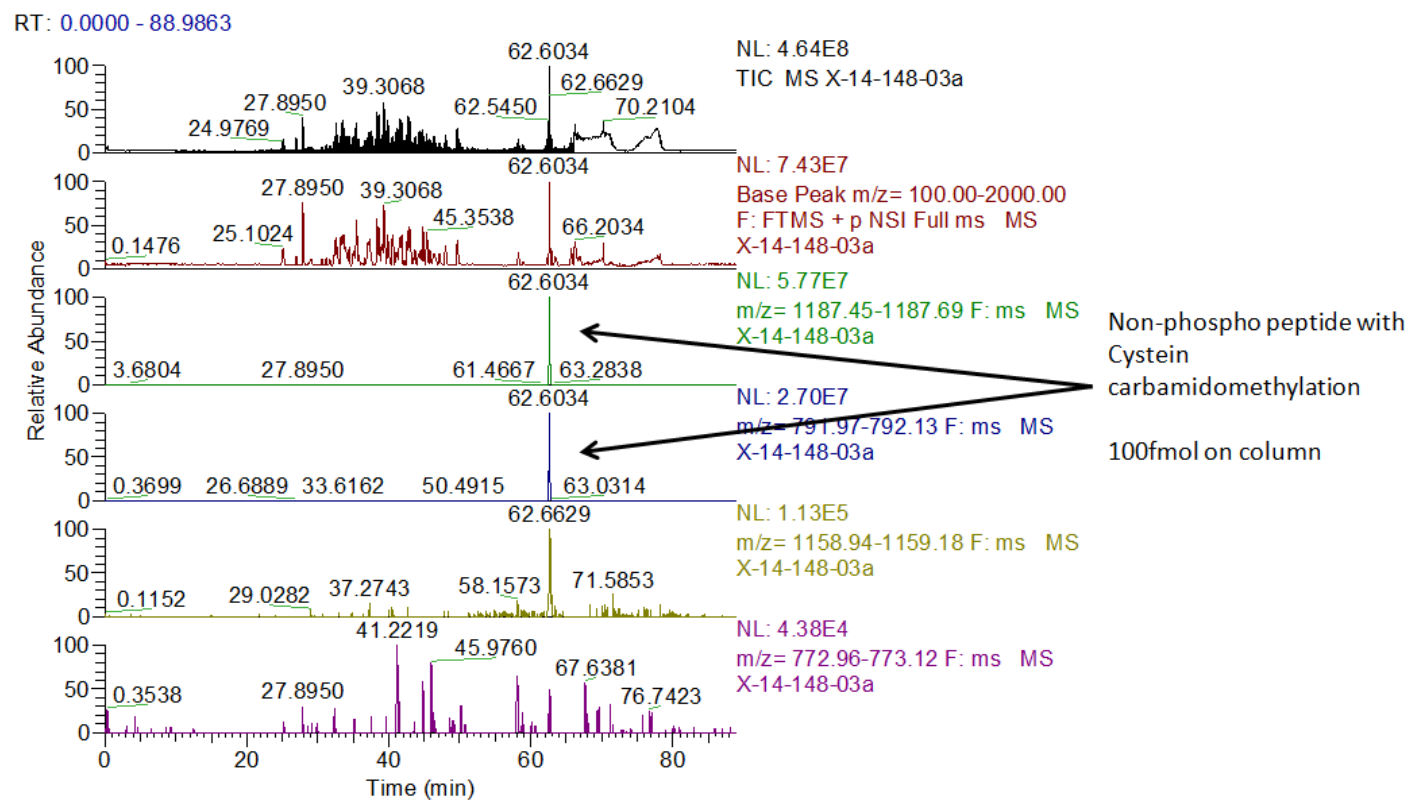 RT: 0.0000 - 88.9863
62.6034
NL: 4.64E8
TIC MS X-14-148-03a
100
39.3068
62.6629
27.8950
62.5450
70.2104
50
24.9769
0
62.6034
NL: 7.43E7
Base Peak m/z= 100.00-2000.00
F: FTMS + p NSI Full ms MS
X-14-148-03a
100
27.8950
39.3068
45.3538
50
25.1024
66.2034
0.1476
0
62.6034
NL: 5.77E7
m/z= 1187.45-1187.69 F: ms MS
X-14-148-03a
100
50
3.6804
27.8950
61.4667
63.2838
0
Relative Abundance
Non-phospho peptide with
Cystein
carbamidomethylation
100fmol on column
62.6034
NL: 2.70E7
m/z= 791.97-792.13 F: ms MS
X-14-148-03a
100
50
0.3699
26.6889
33.6162
50.4915
63.0314
0
62.6629
NL: 1.13E5
m/z= 1158.94-1159.18 F: ms MS
X-14-148-03a
100
50
0.1152
29.0282
37.2743
58.1573
71.5853
0
41.2219
NL: 4.38E4
m/z= 772.96-773.12 F: ms MS
X-14-148-03a
100
45.9760
67.6381
50
0.3538
27.8950
76.7423
0
0
20
40
60
80
Time (min)